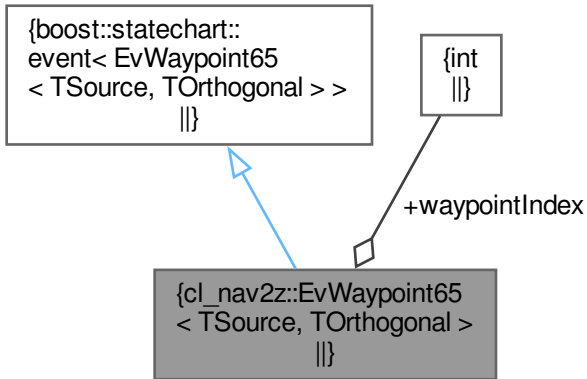 {boost::statechart::
event< EvWaypoint65
< TSource, TOrthogonal > >
||}
{int
||}
+waypointIndex
{cl_nav2z::EvWaypoint65
< TSource, TOrthogonal >
||}